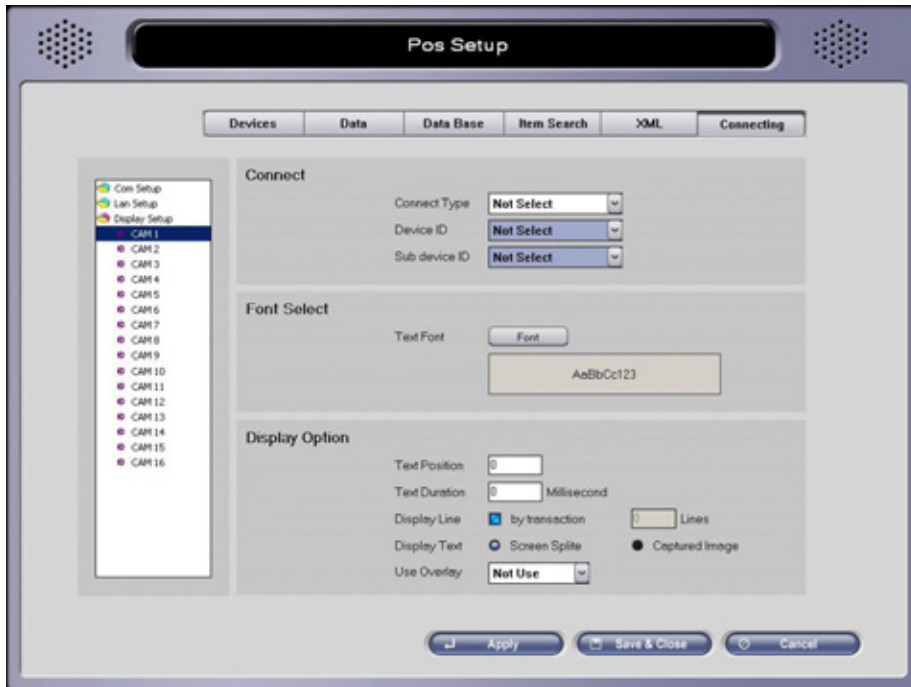 Pos Setup
Devices Data Data Base Item Search XML Connecting
Com Setup
Lan Setup
Display Setup
CAM 1
CAM 2
CAM 3
CAM 4
CAM 5
CAM 6
CAM 7
CAM 8
CAM 9
CAM 10
CAM 11
CAM 12
CAM 13
CAM 14
CAM 15
CAM 16
Connect
Connect Type Not Select
Device ID Not Select
Sub device ID Not Select
Font Select
Text Font Font
AaBbCc123
Display Option
Text Position 0
Text Duration 0 Millisecond
Display Line by transaction 0 Lines
Display Text Screen Splite Captured Image
Use Overlay Not Use
Apply Save & Close Cancel